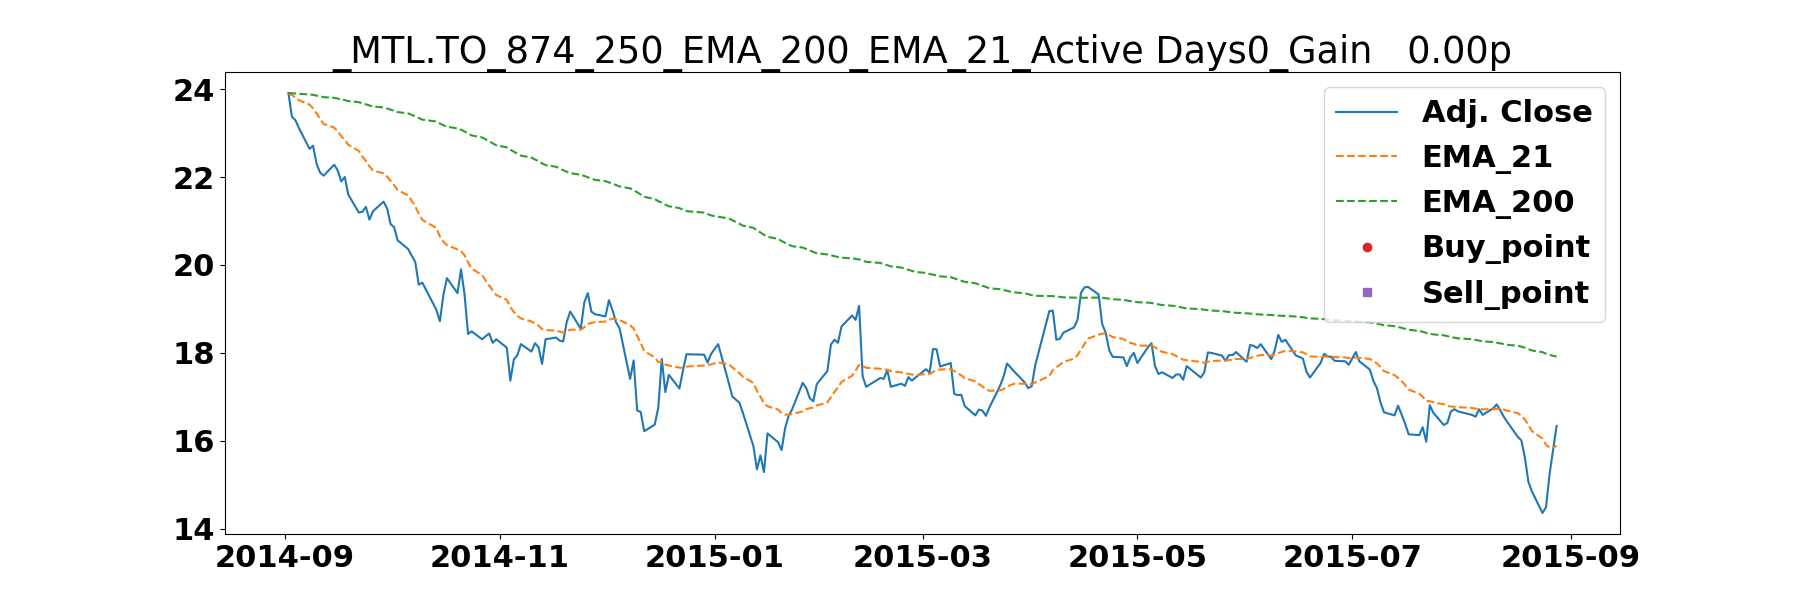 _MTL.TO_874_250_EMA_200_EMA_21_Active Days0_Gain   0.00p
24
22
20
18
16
14
Adj. Close
EMA_21
EMA_200
Buy_point
Sell_point
2014-09 2014-11 2015-01 2015-03 2015-05 2015-07 2015-09